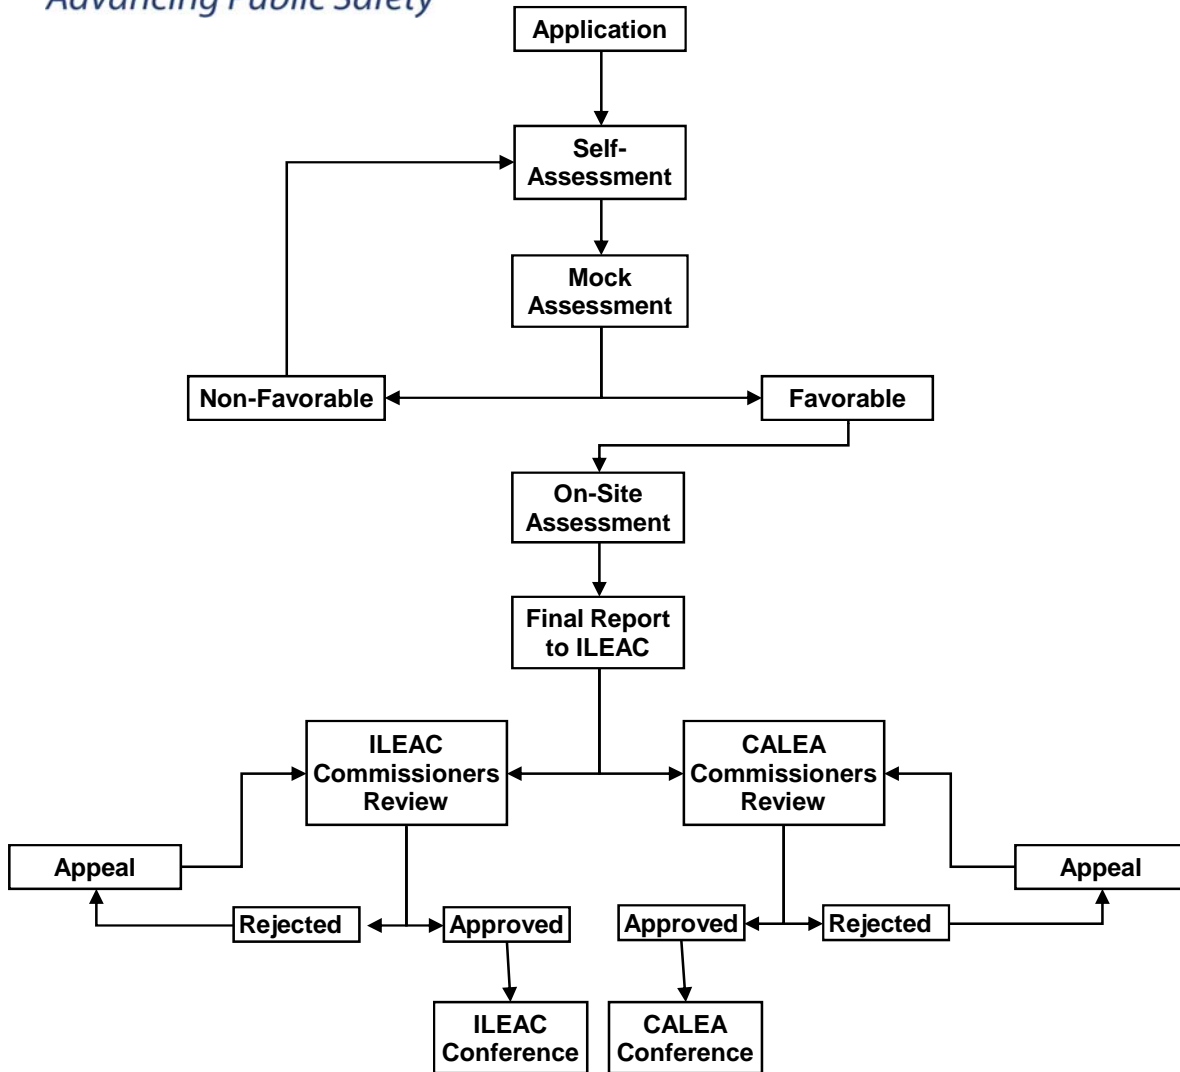 Advancing Public Safety
Application
Self-
Assessment
Mock
Assessment
Non-Favorable
Favorable
On-Site
Assessment
Final Report
to ILEAC
ILEAC
Commissioners
Review
CALEA
Commissioners
Review
Appeal
Appeal
Rejected
Approved
Approved
Rejected
ILEAC
Conference
CALEA
Conference